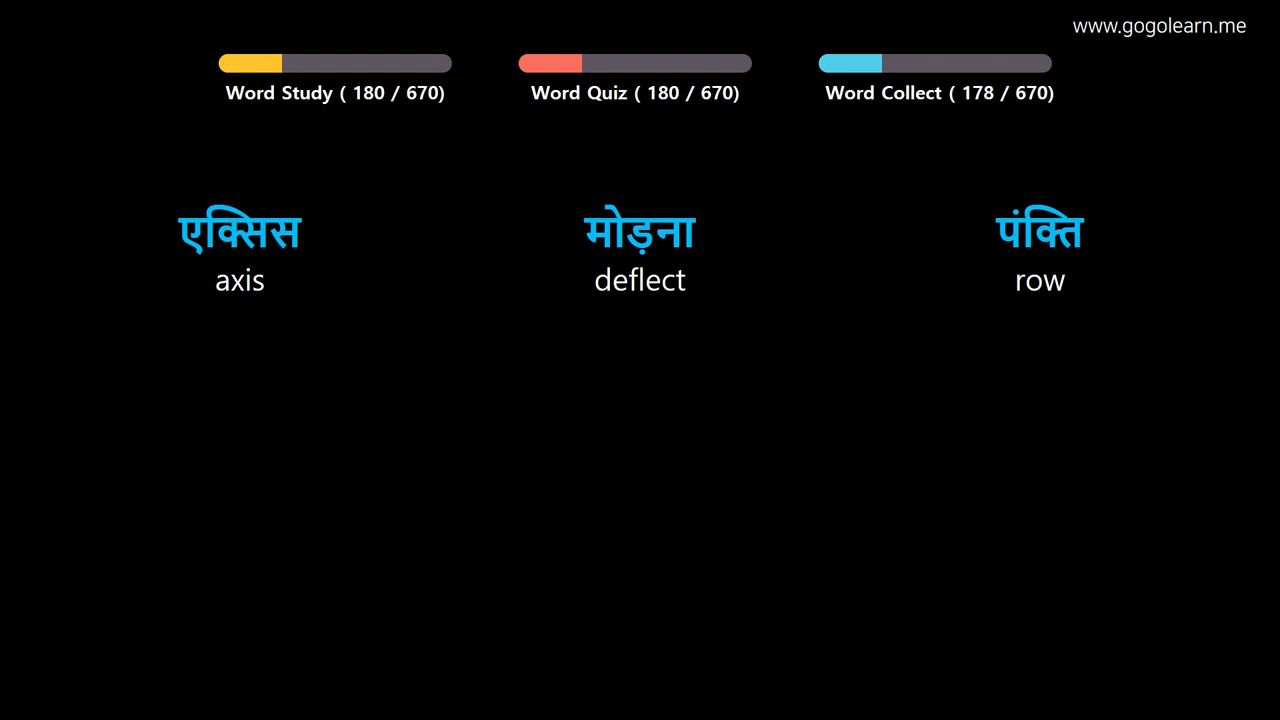 www.gogolearn.me
Word Study ( 180 / 670)
Word Quiz ( 180 / 670)
Word Collect ( 178 / 670)
एक्सिस
axis
मोड़ना
deflect
पंक्ति
row